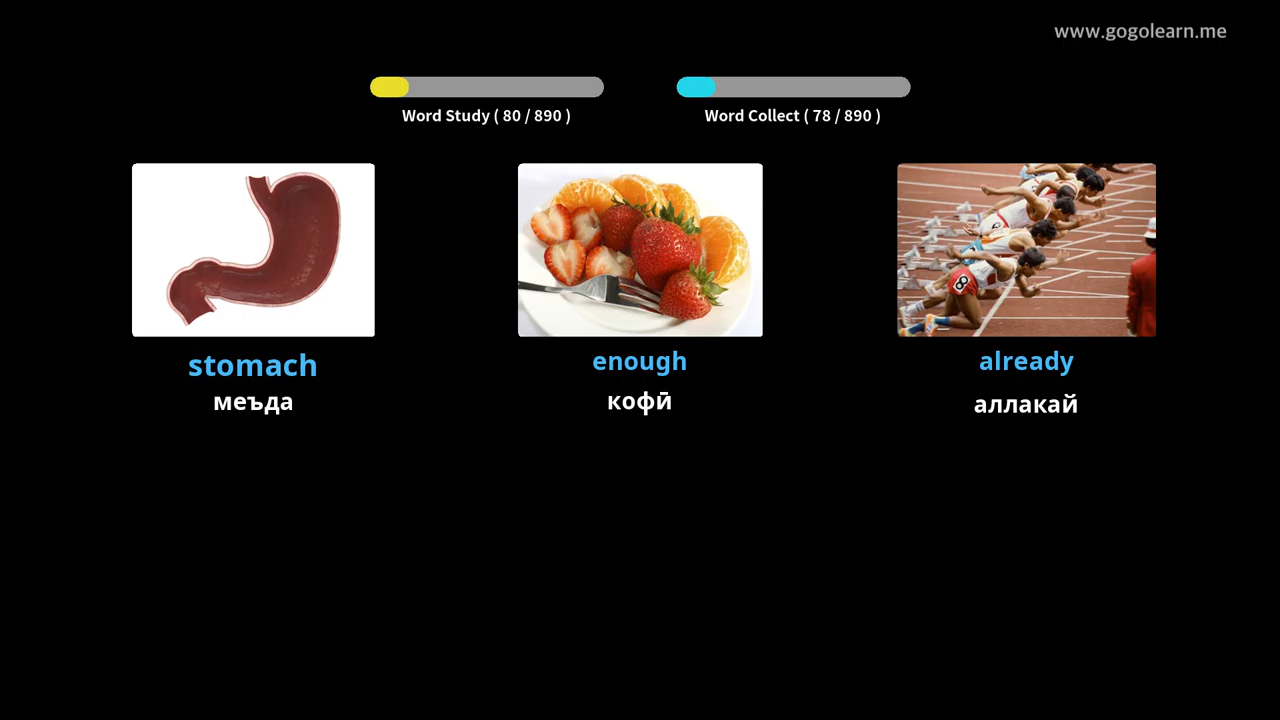 www.gogolearn.me
Word Study ( 80 / 890 )
Word Collect ( 78 / 890 )
stomach
меъда
enough
кофӣ
already
аллакай